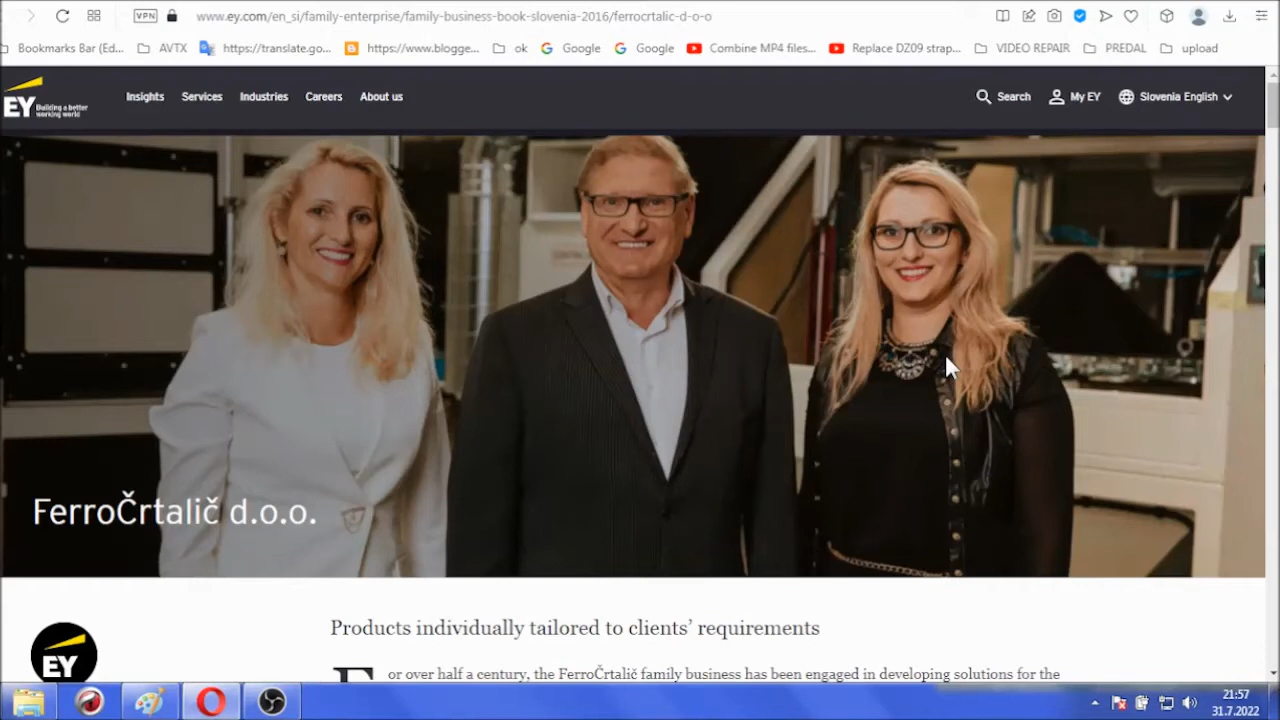 VPN
www.ey.com/en_si/family-enterprise/family-business-book-slovenia-2016/ferrocrtalic-d-o-o
Bookmarks Bar (Ed...
AVTX
https://translate.go...
https://www.blogge...
ok
Google
Google
Combine MP4 files...
Replace DZ09 strap...
VIDEO REPAIR
PREDAL
upload
EY
Building a better
working world
Insights
Services
Industries
Careers
About us
Search
My EY
Slovenia English
FerroČrtalič d.o.o.
Products individually tailored to clients’ requirements
EY
For over half a century, the FerroČrtalič family business has been engaged in developing solutions for the
21:57
31.7.2022